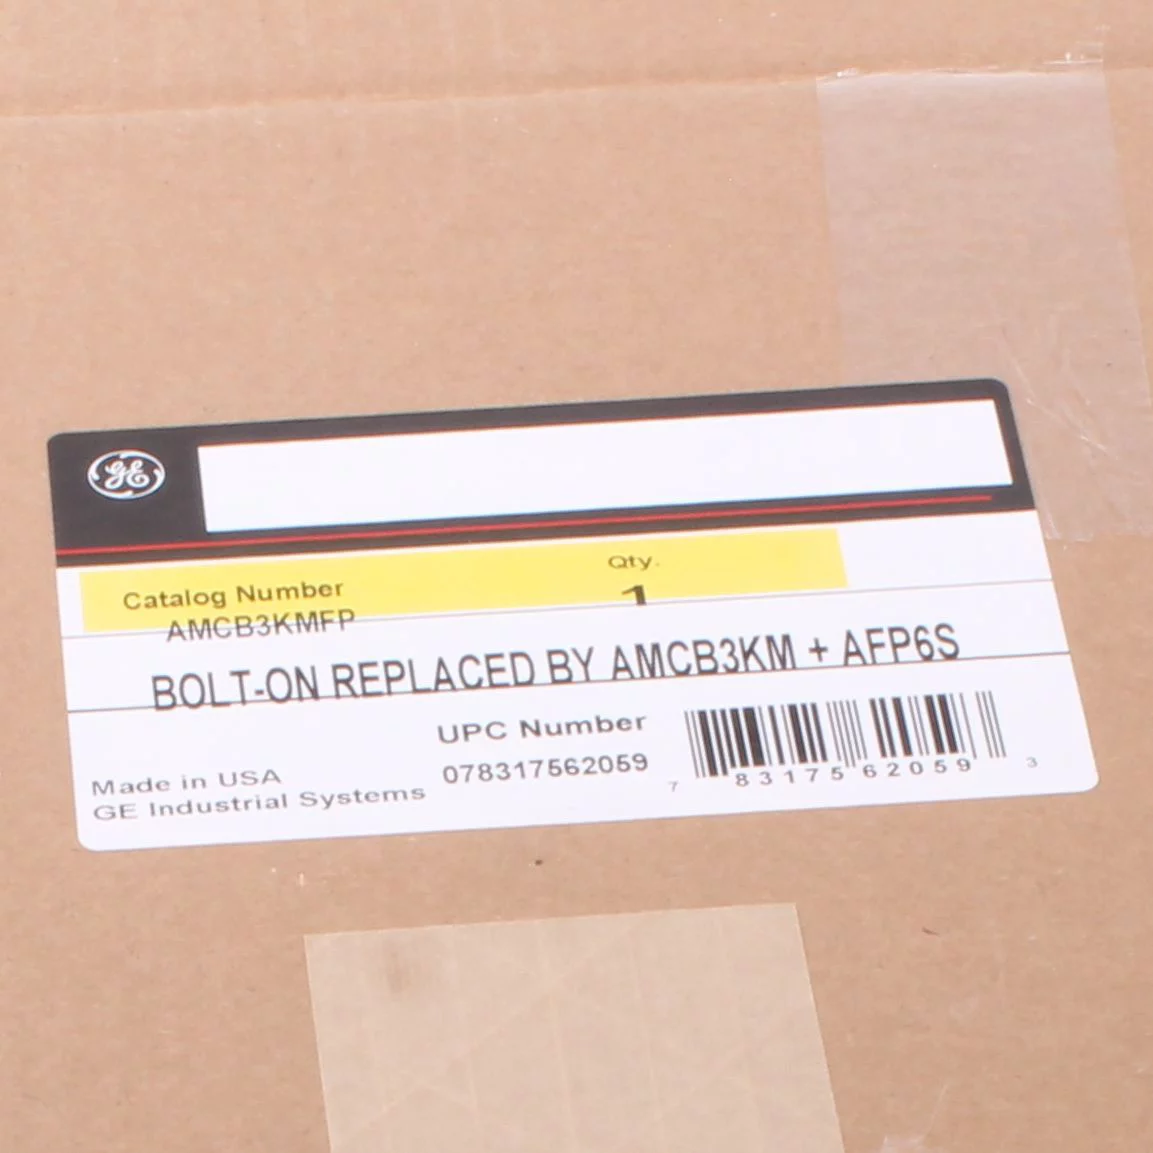 GE
Catalog Number
Qty.
AMCB3KMFP
1
BOLT-ON REPLACED BY AMCB3KM + AFP6S
UPC Number
078317562059
Made in USA
GE Industrial Systems
7 83175 62059 3